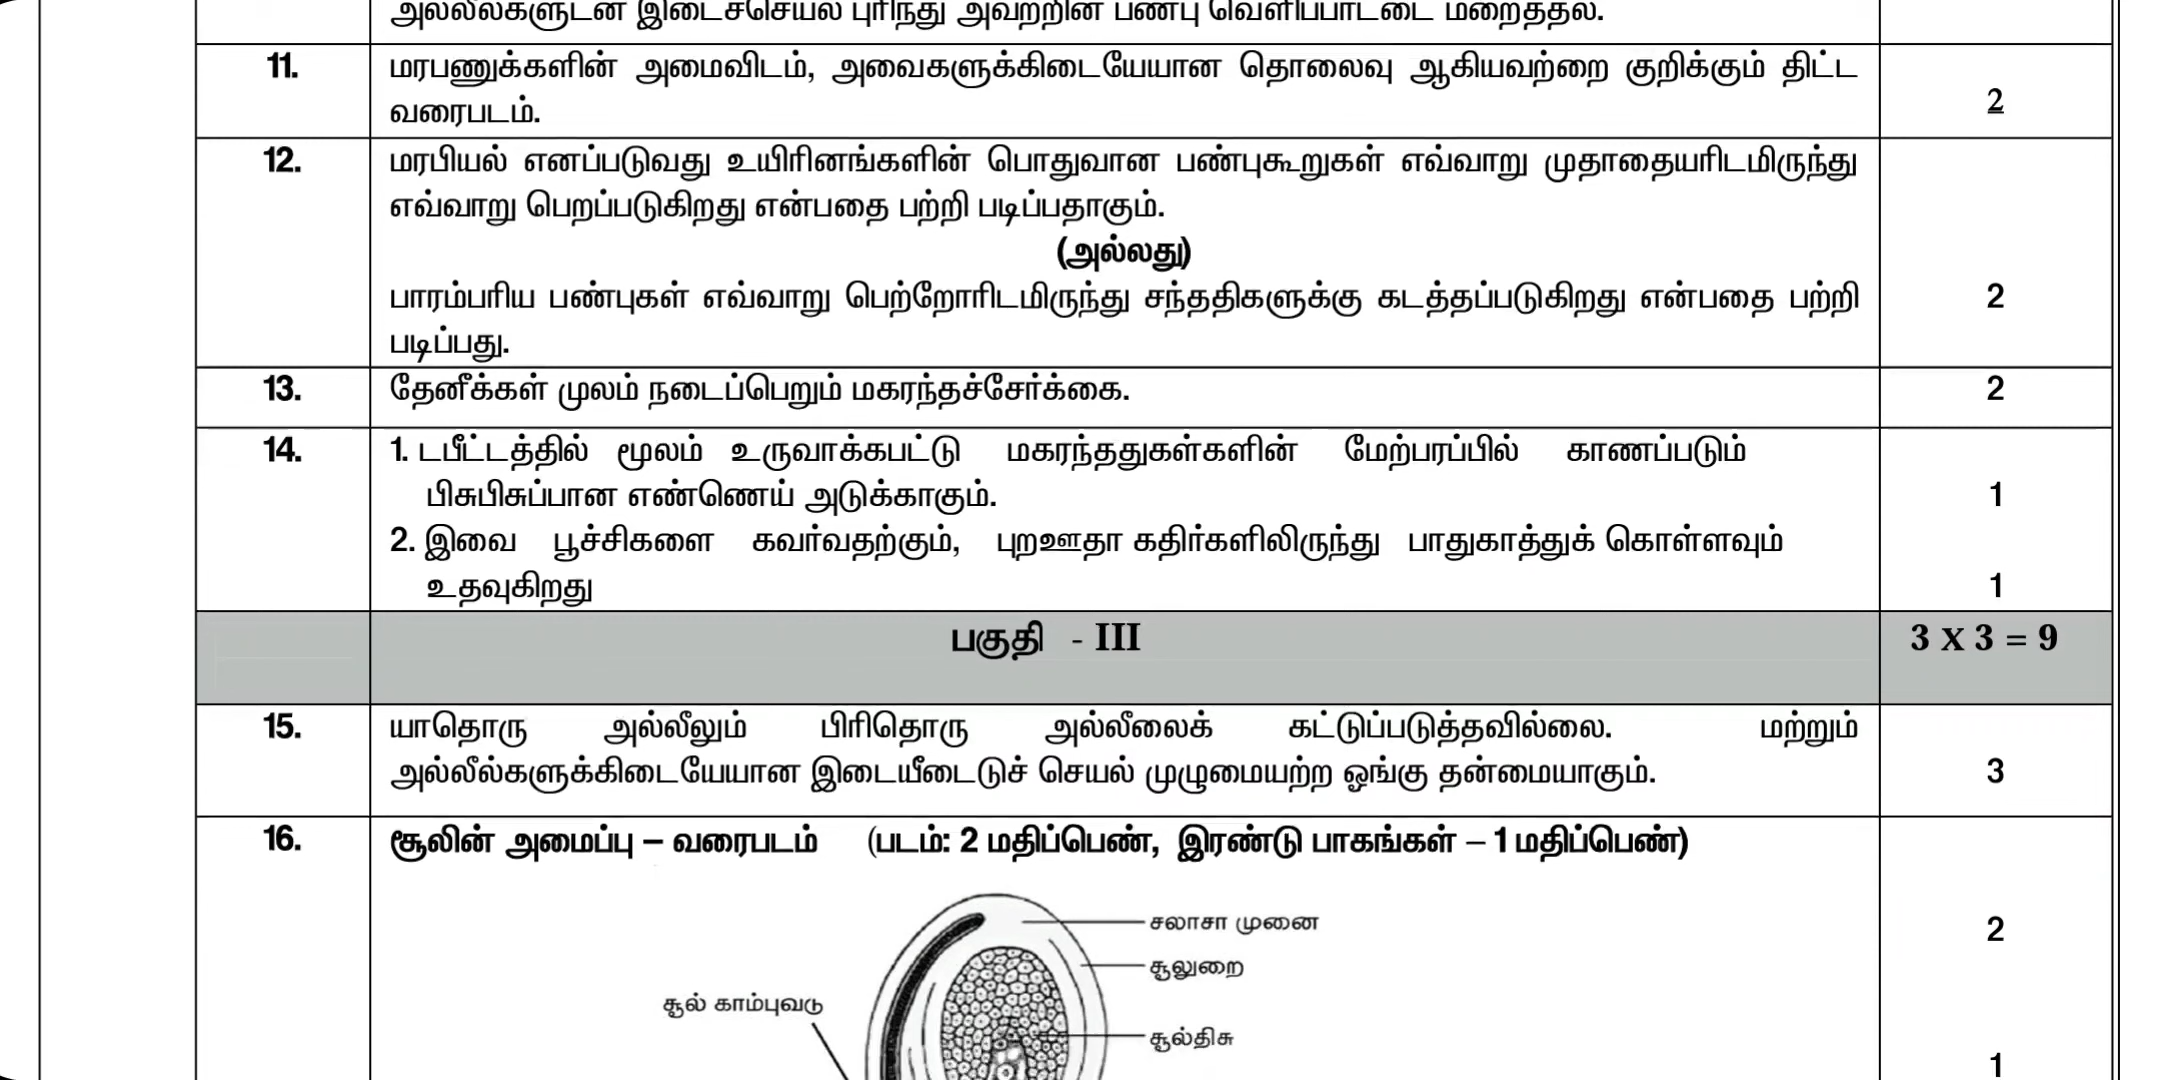 அல்லீல்களுடன் இடைச்செயல் புரிந்து அவற்றின் பண்பு வெளிப்பாட்டை மறைத்தல்.
11. மரபணுக்களின் அமைவிடம், அவைகளுக்கிடையேயான தொலைவு ஆகியவற்றை குறிக்கும் திட்ட
வரைபடம்.
2
12. மரபியல் எனப்படுவது உயிரினங்களின் பொதுவான பண்புகூறுகள் எவ்வாறு முதாதையரிடமிருந்து
எவ்வாறு பெறப்படுகிறது என்பதை பற்றி படிப்பதாகும்.
(அல்லது)
பாரம்பரிய பண்புகள் எவ்வாறு பெற்றோரிடமிருந்து சந்ததிகளுக்கு கடத்தப்படுகிறது என்பதை பற்றி 2
படிப்பது.
13. தேனீக்கள் முலம் நடைப்பெறும் மகரந்தச்சேர்க்கை. 2
14. 1. டபீட்டத்தில் மூலம் உருவாக்கபட்டு மகரந்ததுகள்களின் மேற்பரப்பில் காணப்படும்
பிசுபிசுப்பான எண்ணெய் அடுக்காகும். 1
2. இவை பூச்சிகளை கவர்வதற்கும், புறஊதா கதிர்களிலிருந்து பாதுகாத்துக் கொள்ளவும்
உதவுகிறது 1
பகுதி - III 3 X 3 = 9
15. யாதொரு அல்லீலும் பிரிதொரு அல்லீலைக் கட்டுப்படுத்தவில்லை. மற்றும்
அல்லீல்களுக்கிடையேயான இடையீடைடுச் செயல் முழுமையற்ற ஓங்கு தன்மையாகும். 3
16. சூலின் அமைப்பு – வரைபடம் (படம்: 2 மதிப்பெண், இரண்டு பாகங்கள் – 1 மதிப்பெண்)
சலாசா முனை 2
சூலுறை
சூல் காம்புவடு
சூல்திசு
1